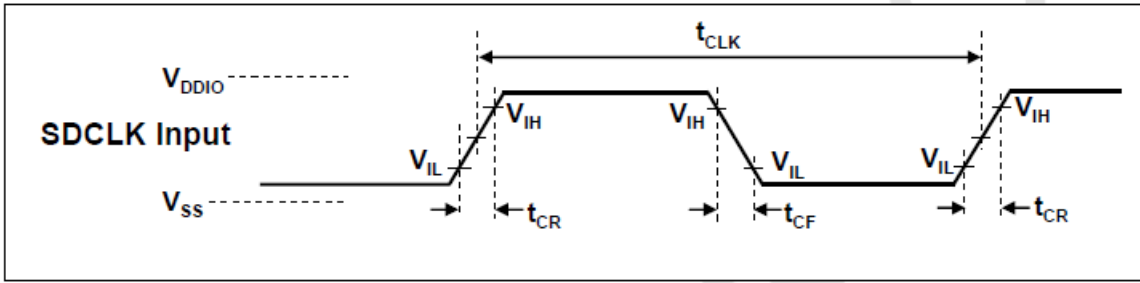 tCLK
VDDIO
VIH VIH VIH
SDCLK Input
VIL VIL VIL
VSS
tCR tCF tCR